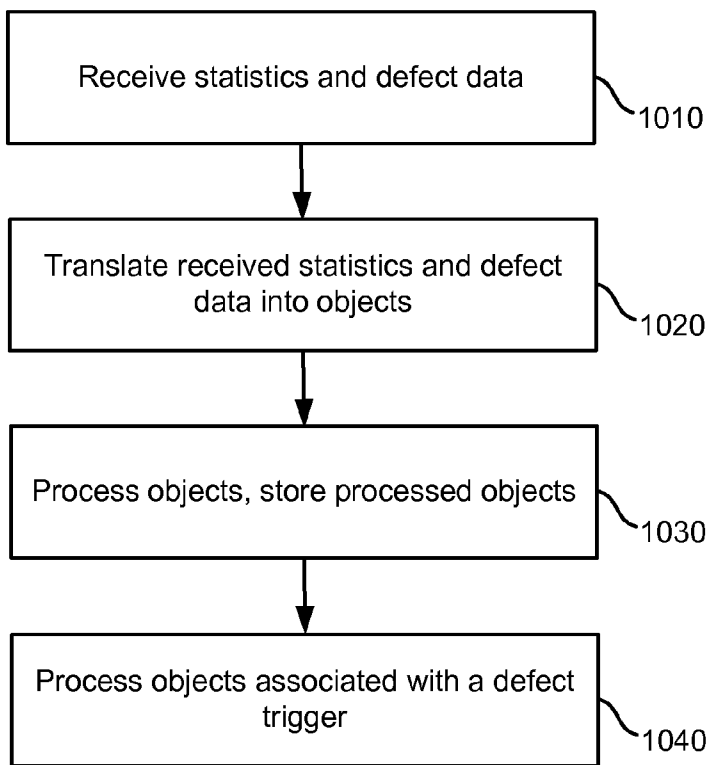 Receive statistics and defect data
1010
Translate received statistics and defect
data into objects
1020
Process objects, store processed objects
1030
Process objects associated with a defect
trigger
1040